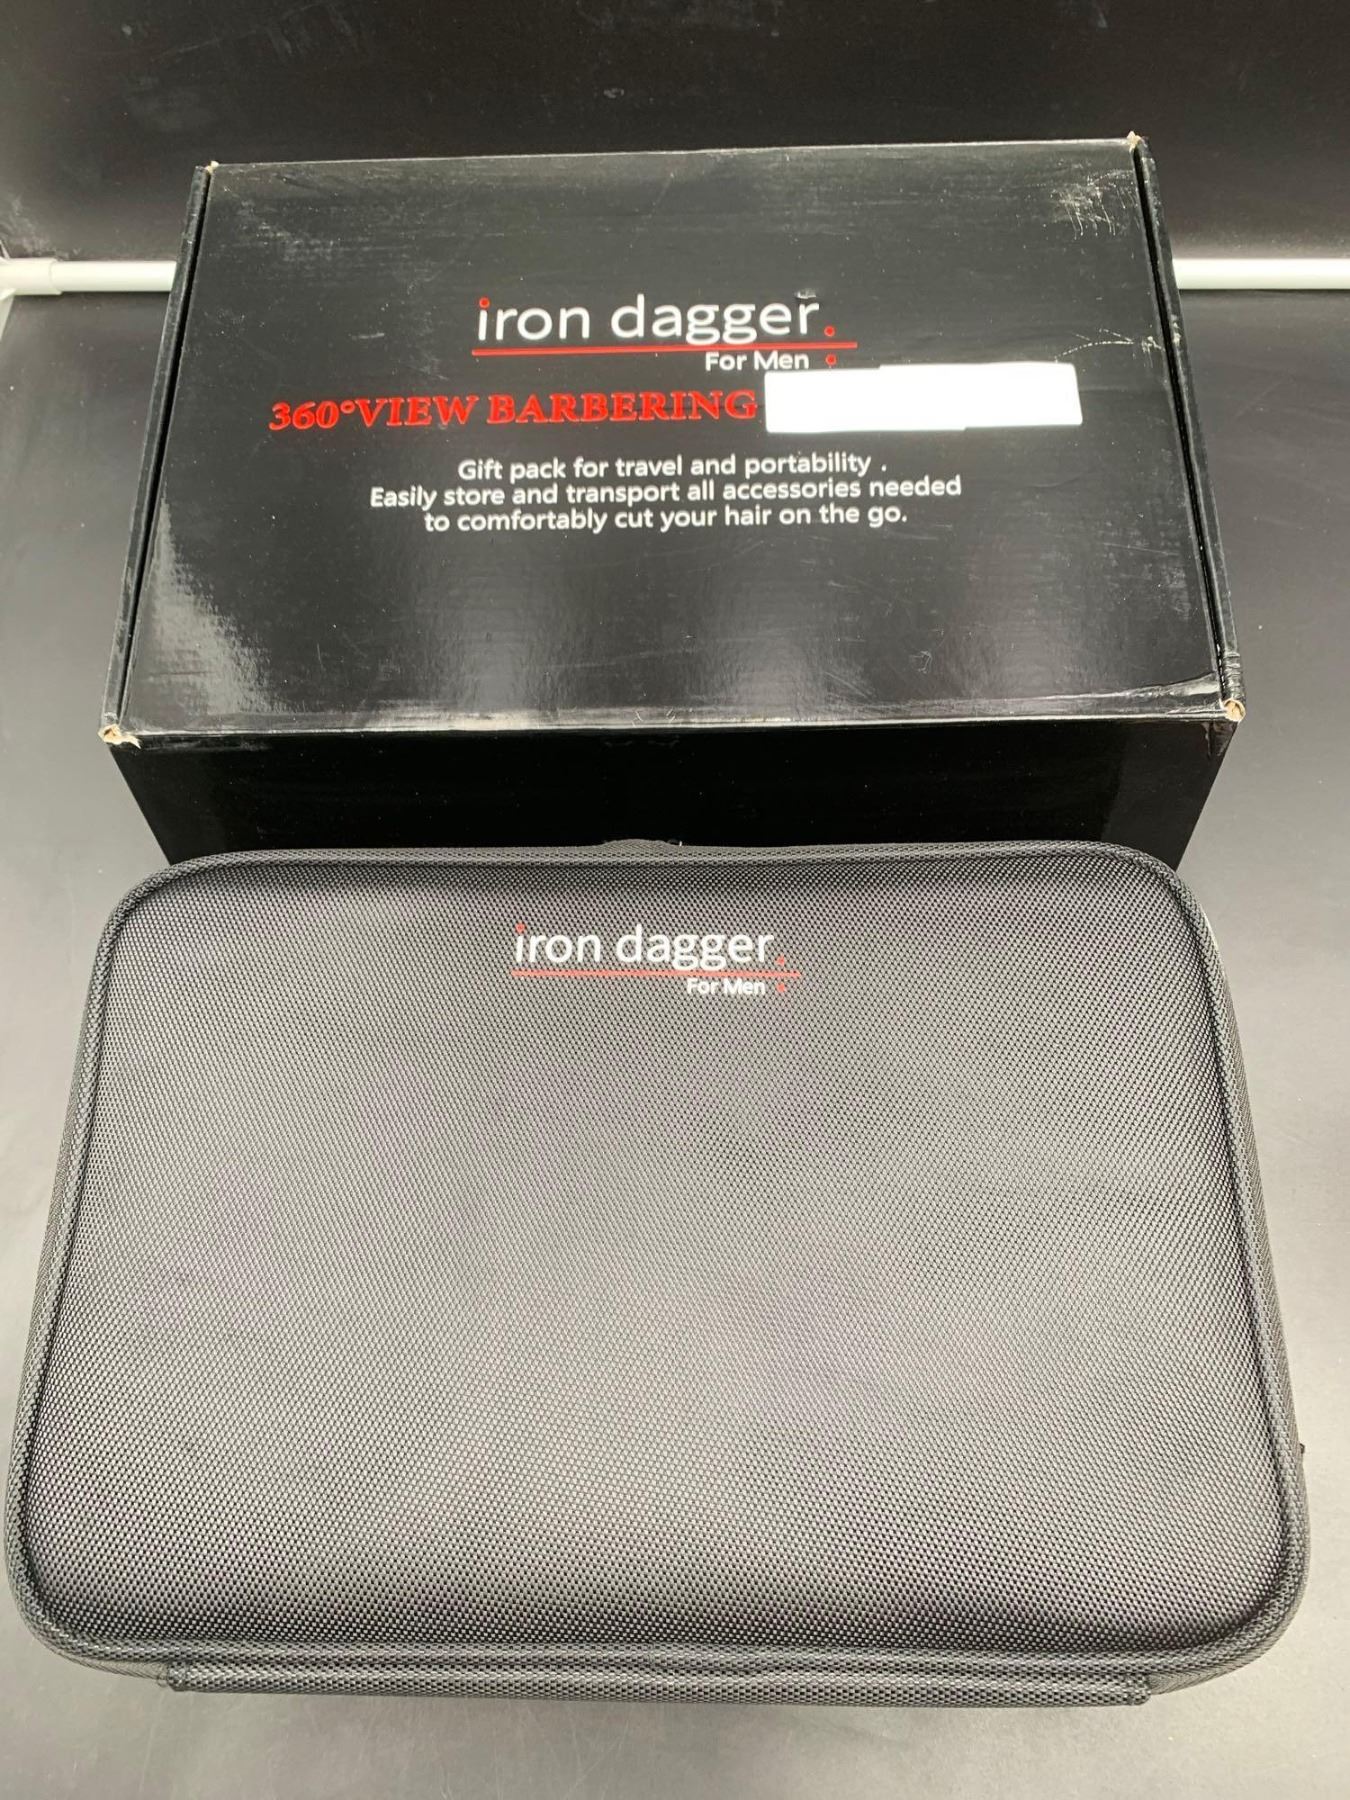 iron dagger.
For Men :
360°VIEW BARBERING
Gift pack for travel and portability .
Easily store and transport all accessories needed
to comfortably cut your hair on the go.
iron dagger.
For Men :